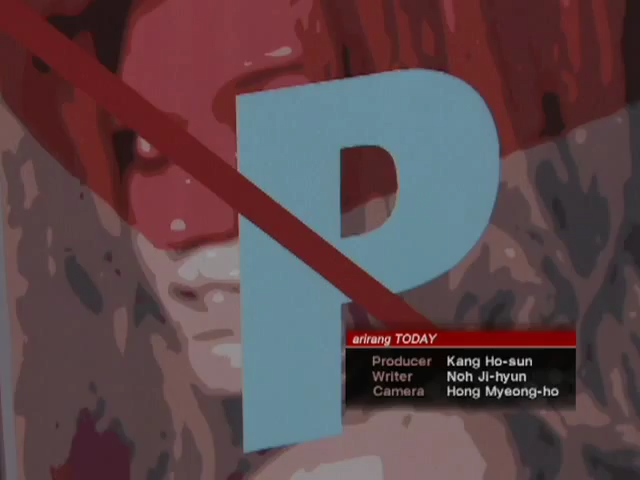 P
arirang TODAY
Producer Kang Ho-sun
Writer Noh Ji-hyun
Camera Hong Myeong-ho